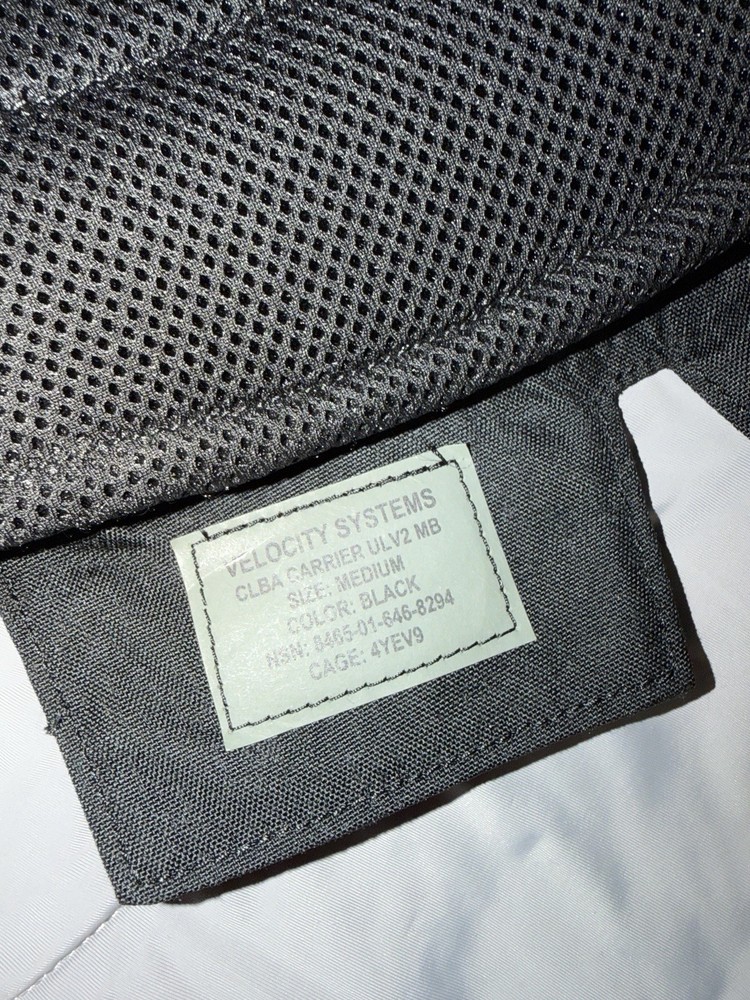 VELOCITY SYSTEMS
CLBA CARRIER ULV2 MB
SIZE: MEDIUM
COLOR: BLACK
NSN: 8465-01-646-8294
CAGE: 4YEV9